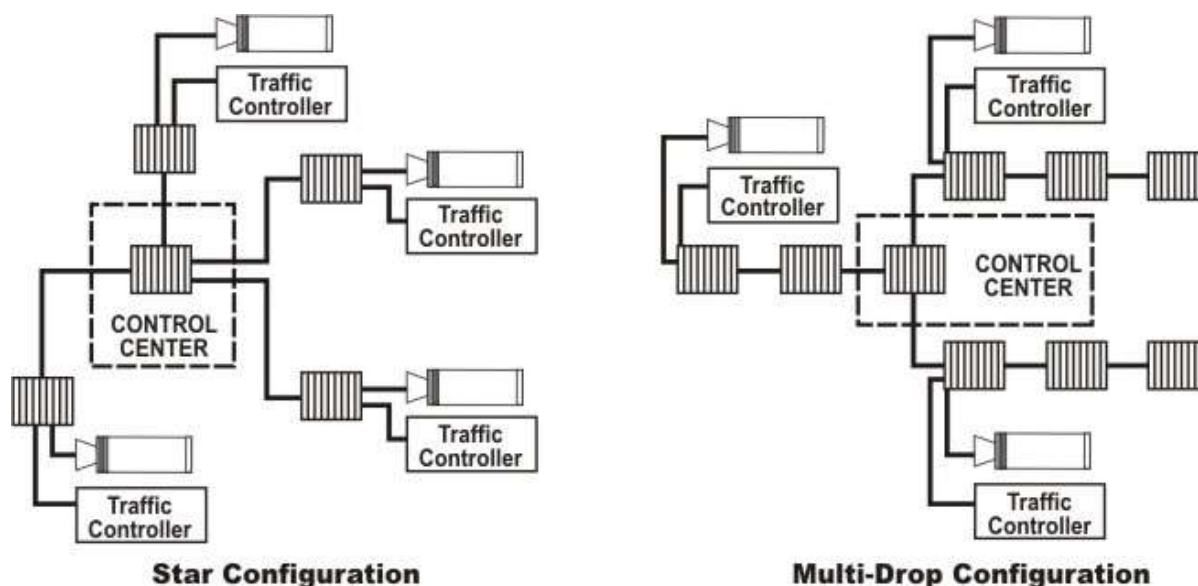 Traffic
Controller
Traffic
Controller
CONTROL
CENTER
Traffic
Controller
Traffic
Controller
Star Configuration
Traffic
Controller
Traffic
Controller
CONTROL
CENTER
Traffic
Controller
Multi-Drop Configuration